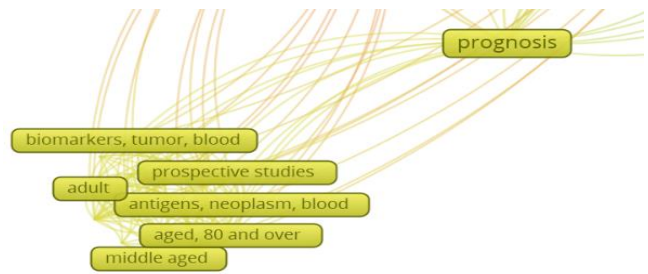 prognosis
biomarkers, tumor, blood
prospective studies
adult
antigens, neoplasm, blood
aged, 80 and over
middle aged